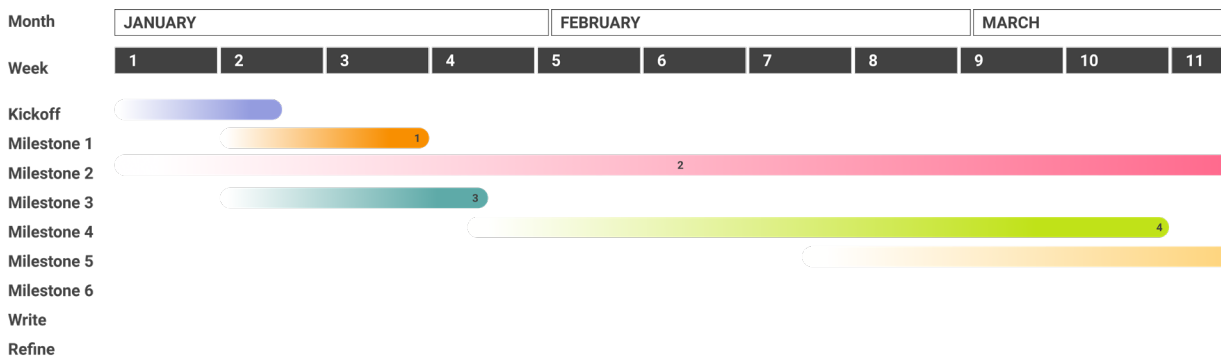 Month JANUARY FEBRUARY MARCH
Week 1 2 3 4 5 6 7 8 9 10 11
Kickoff
Milestone 1 1
Milestone 2 2
Milestone 3 3
Milestone 4 4
Milestone 5
Milestone 6
Write
Refine